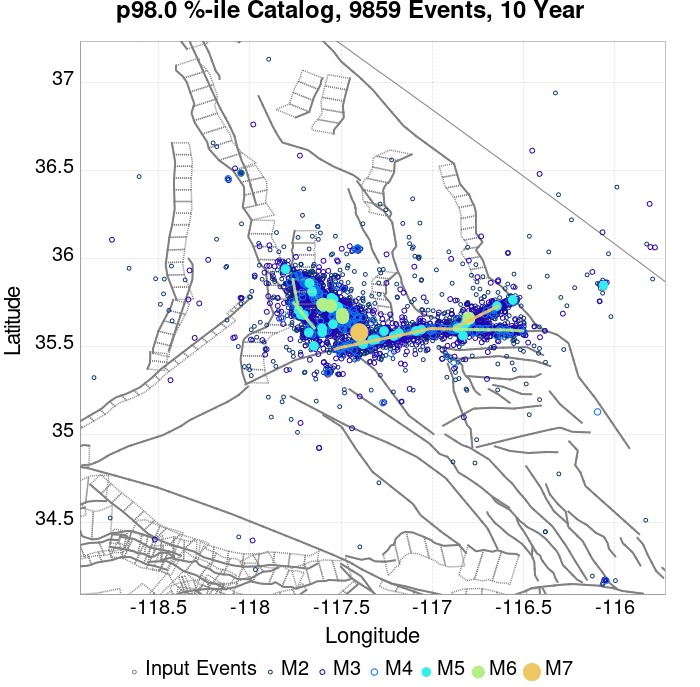 p98.0 %-ile Catalog, 9859 Events, 10 Year
37
36.5
36
35.5
35
34.5
Latitude
-118.5 -118 -117.5 -117 -116.5 -116
Longitude
Input Events M2 M3 M4 M5 M6 M7